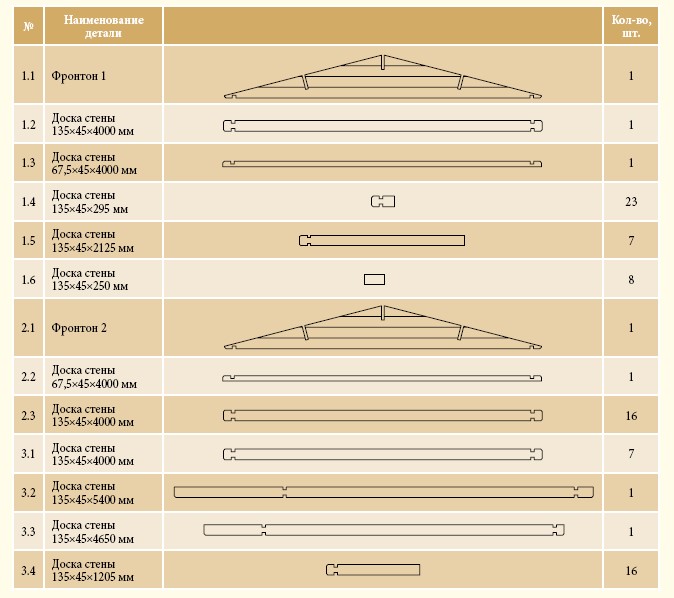 №
Наименование
детали
Кол-во,
шт.
1.1
Фронтон 1
1
1.2
Доска стены
135×45×4000 мм
1
1.3
Доска стены
67,5×45×4000 мм
1
1.4
Доска стены
135×45×295 мм
23
1.5
Доска стены
135×45×2125 мм
7
1.6
Доска стены
135×45×250 мм
8
2.1
Фронтон 2
1
2.2
Доска стены
67,5×45×4000 мм
1
2.3
Доска стены
135×45×4000 мм
16
3.1
Доска стены
135×45×4000 мм
7
3.2
Доска стены
135×45×5400 мм
1
3.3
Доска стены
135×45×4650 мм
1
3.4
Доска стены
135×45×1205 мм
16